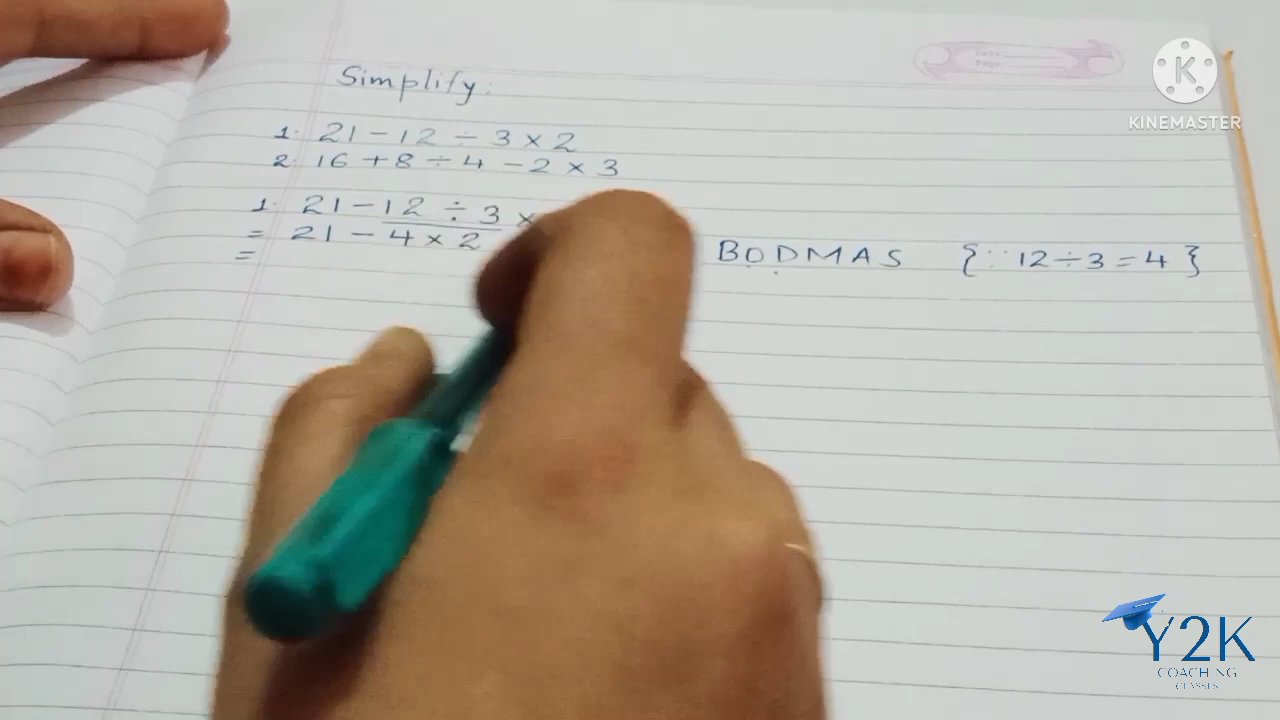 Simplify:
1. 21 - 12 ÷ 3 × 2
2. 16 + 8 ÷ 4 - 2 × 3
1. 21 - 12 ÷ 3 ×
= 21 - 4 × 2
=
BODMAS { ∵ 12 ÷ 3 = 4 }
K
KINEMASTER
Y2K
COACHING
CLASSES